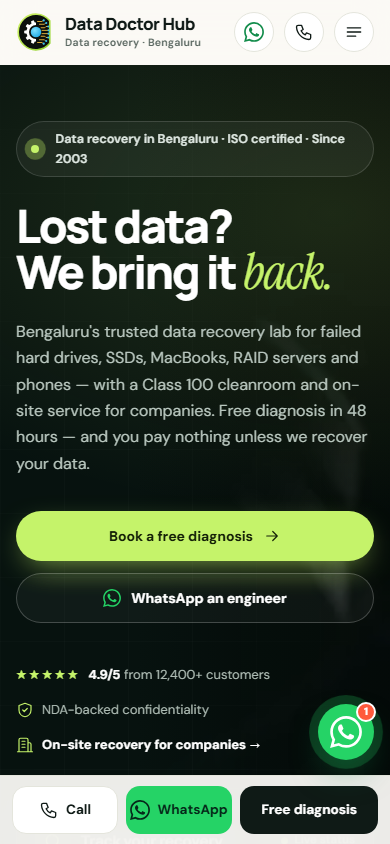 Data Doctor Hub
Data recovery · Bengaluru
Data recovery in Bengaluru · ISO certified · Since
2003
Lost data?
We bring it back.
Bengaluru's trusted data recovery lab for failed
hard drives, SSDs, MacBooks, RAID servers and
phones — with a Class 100 cleanroom and on-
site service for companies. Free diagnosis in 48
hours — and you pay nothing unless we recover
your data.
Book a free diagnosis →
WhatsApp an engineer
★★★★★ 4.9/5 from 12,400+ customers
NDA-backed confidentiality
On-site recovery for companies →
1
Call
WhatsApp
Free diagnosis